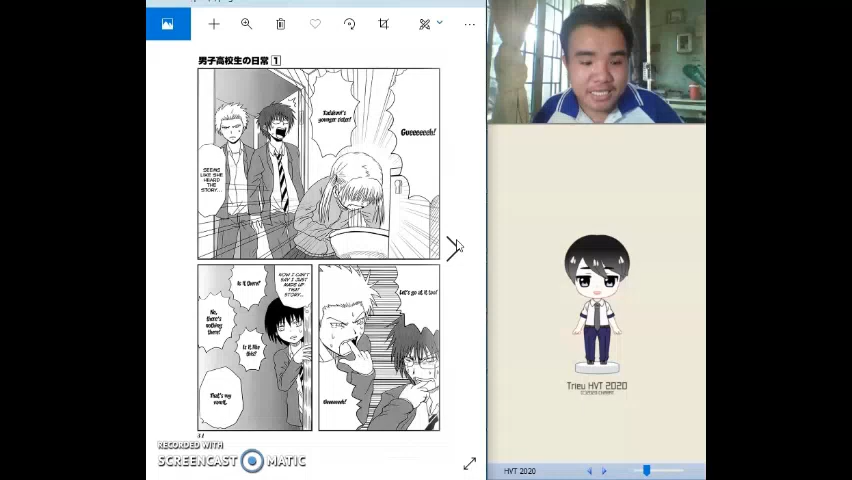 男子高校生の日常 1
Tadakuni's
younger sister!
Gueeeeeeh!
SEEMS
LIKE SHE
HEARD
THE
STORY...
Let's go at it too!
NOW I CAN'T
SAY I JUST
MADE UP
THAT
STORY...
Is it there?
No,
there's
nothing
there!
Is it like
this?
That's my
vomit.
RECORDED WITH
SCREENCAST MATIC
Trieu HVT 2020
HVT 2020